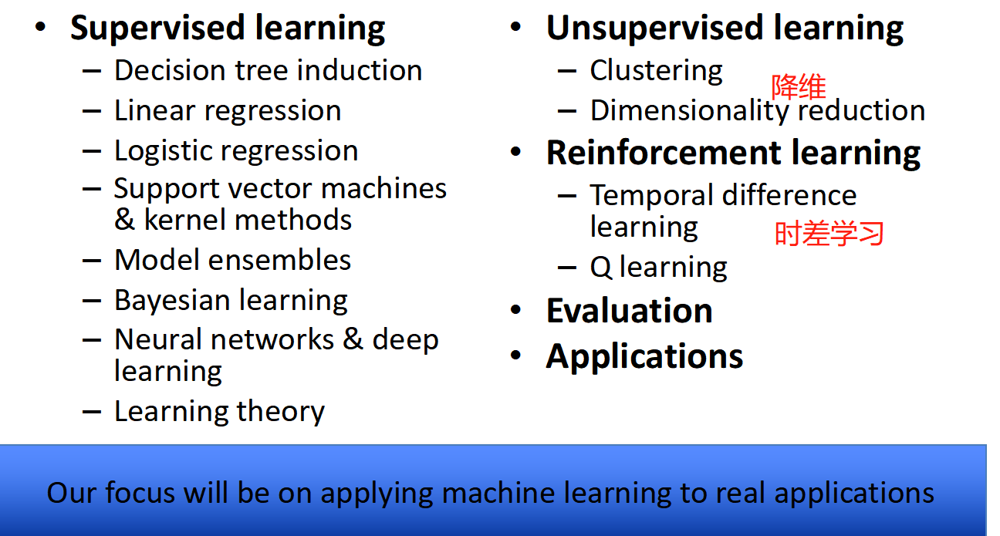 • Supervised learning
– Decision tree induction
– Linear regression
– Logistic regression
– Support vector machines
& kernel methods
– Model ensembles
– Bayesian learning
– Neural networks & deep
learning
– Learning theory
• Unsupervised learning
– Clustering
降维
– Dimensionality reduction
• Reinforcement learning
– Temporal difference
learning
时差学习
– Q learning
• Evaluation
• Applications
Our focus will be on applying machine learning to real applications